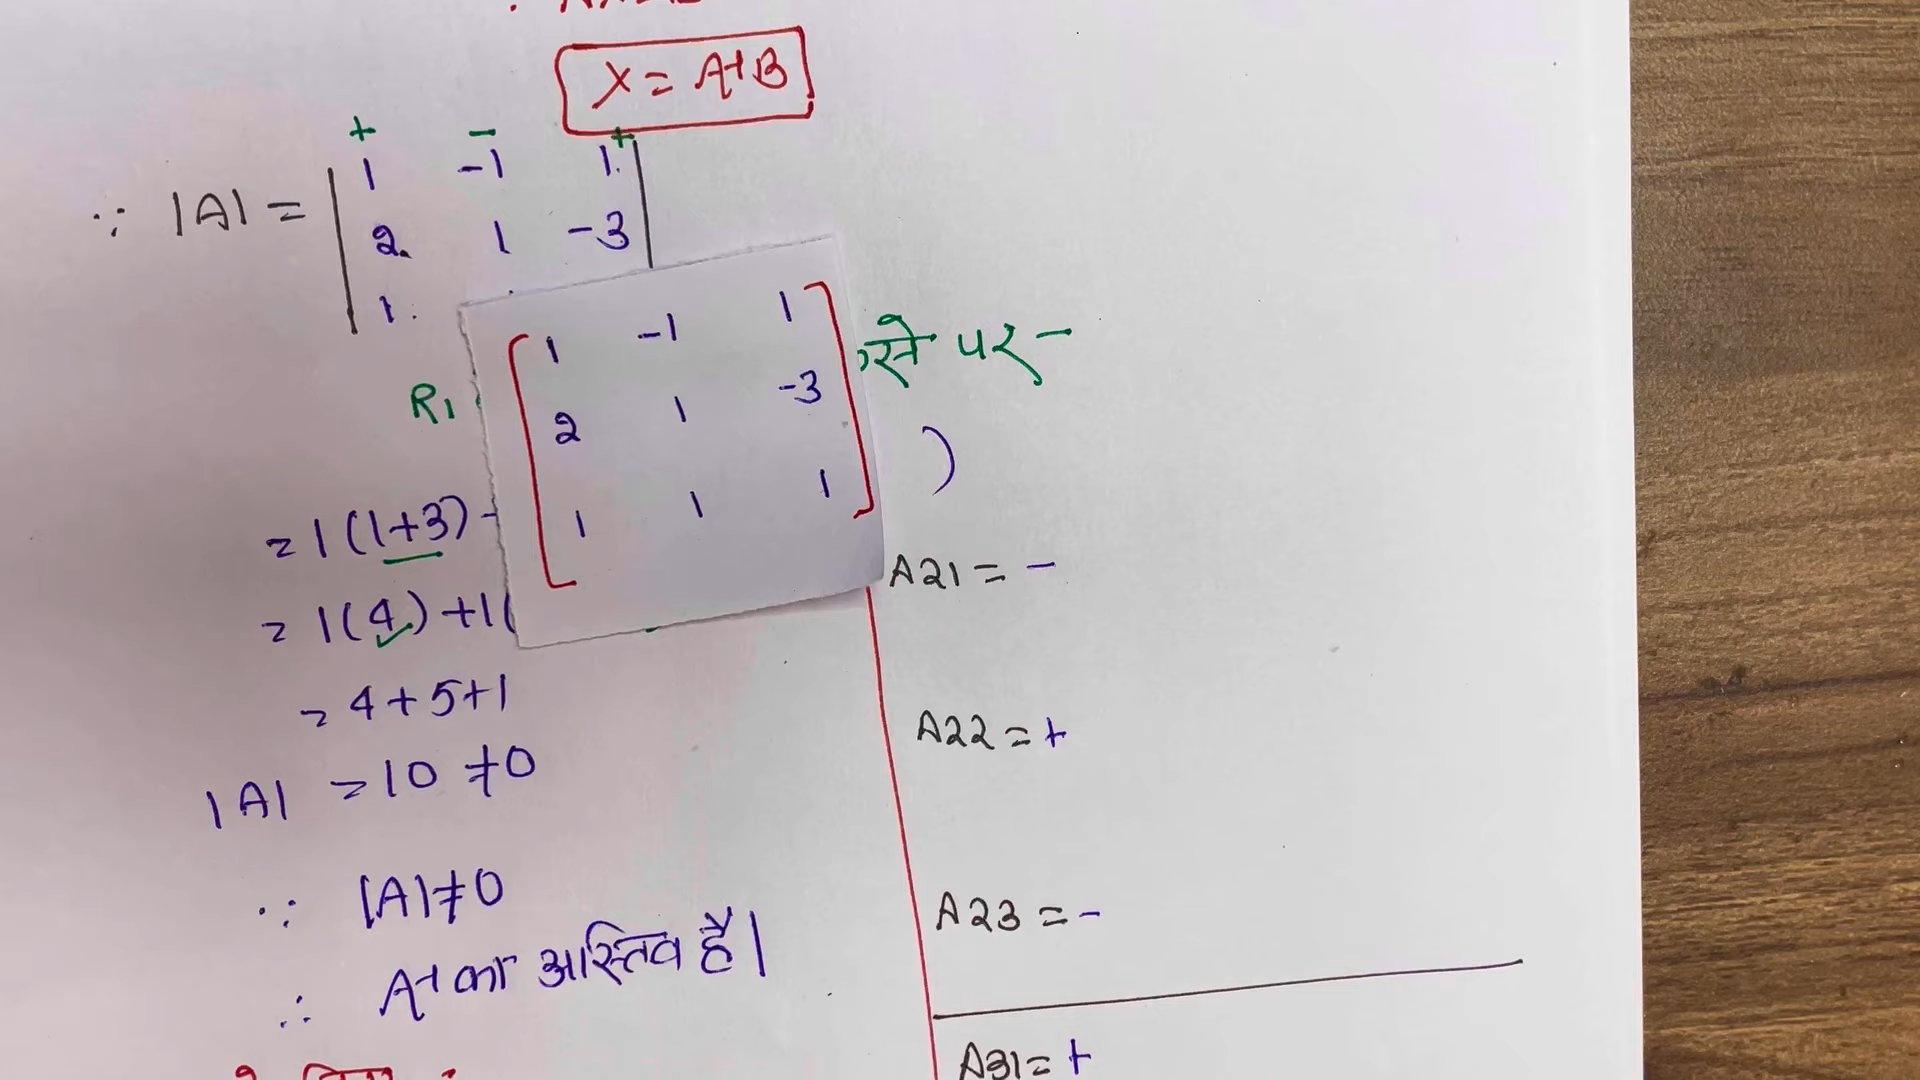 X = A⁻¹B
+ - +
∵ |A| = | 1 -1 1 |
2 1 -3
1
1 -1 1
2 1 -3
1 1 1
R1 पर -
)
= 1(1+3) -
= 1(4) +1(
= 4+5+1
|A| = 10 ≠0
∵ |A|≠0
∴ A⁻¹ का अस्तिव है।
A21 = -
A22 = +
A23 = -
A31 = +